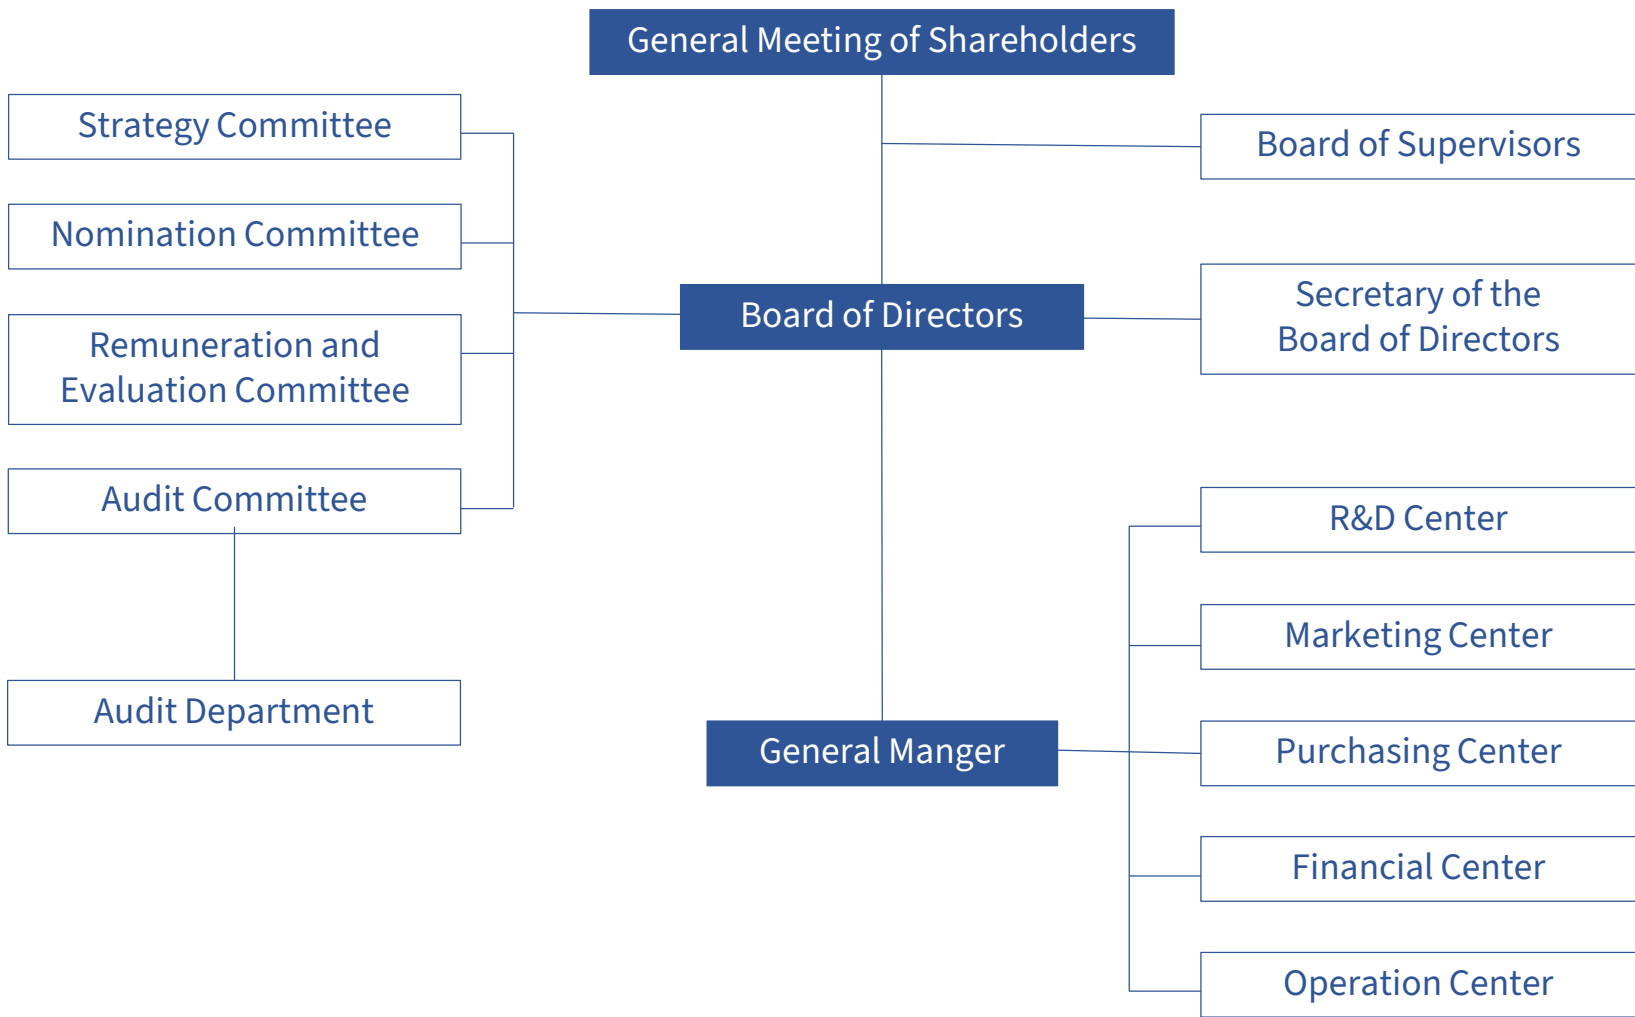 General Meeting of Shareholders
Strategy Committee
Board of Supervisors
Nomination Committee
Board of Directors
Secretary of the
Board of Directors
Remuneration and
Evaluation Committee
Audit Committee
R&D Center
Marketing Center
Audit Department
General Manger
Purchasing Center
Financial Center
Operation Center